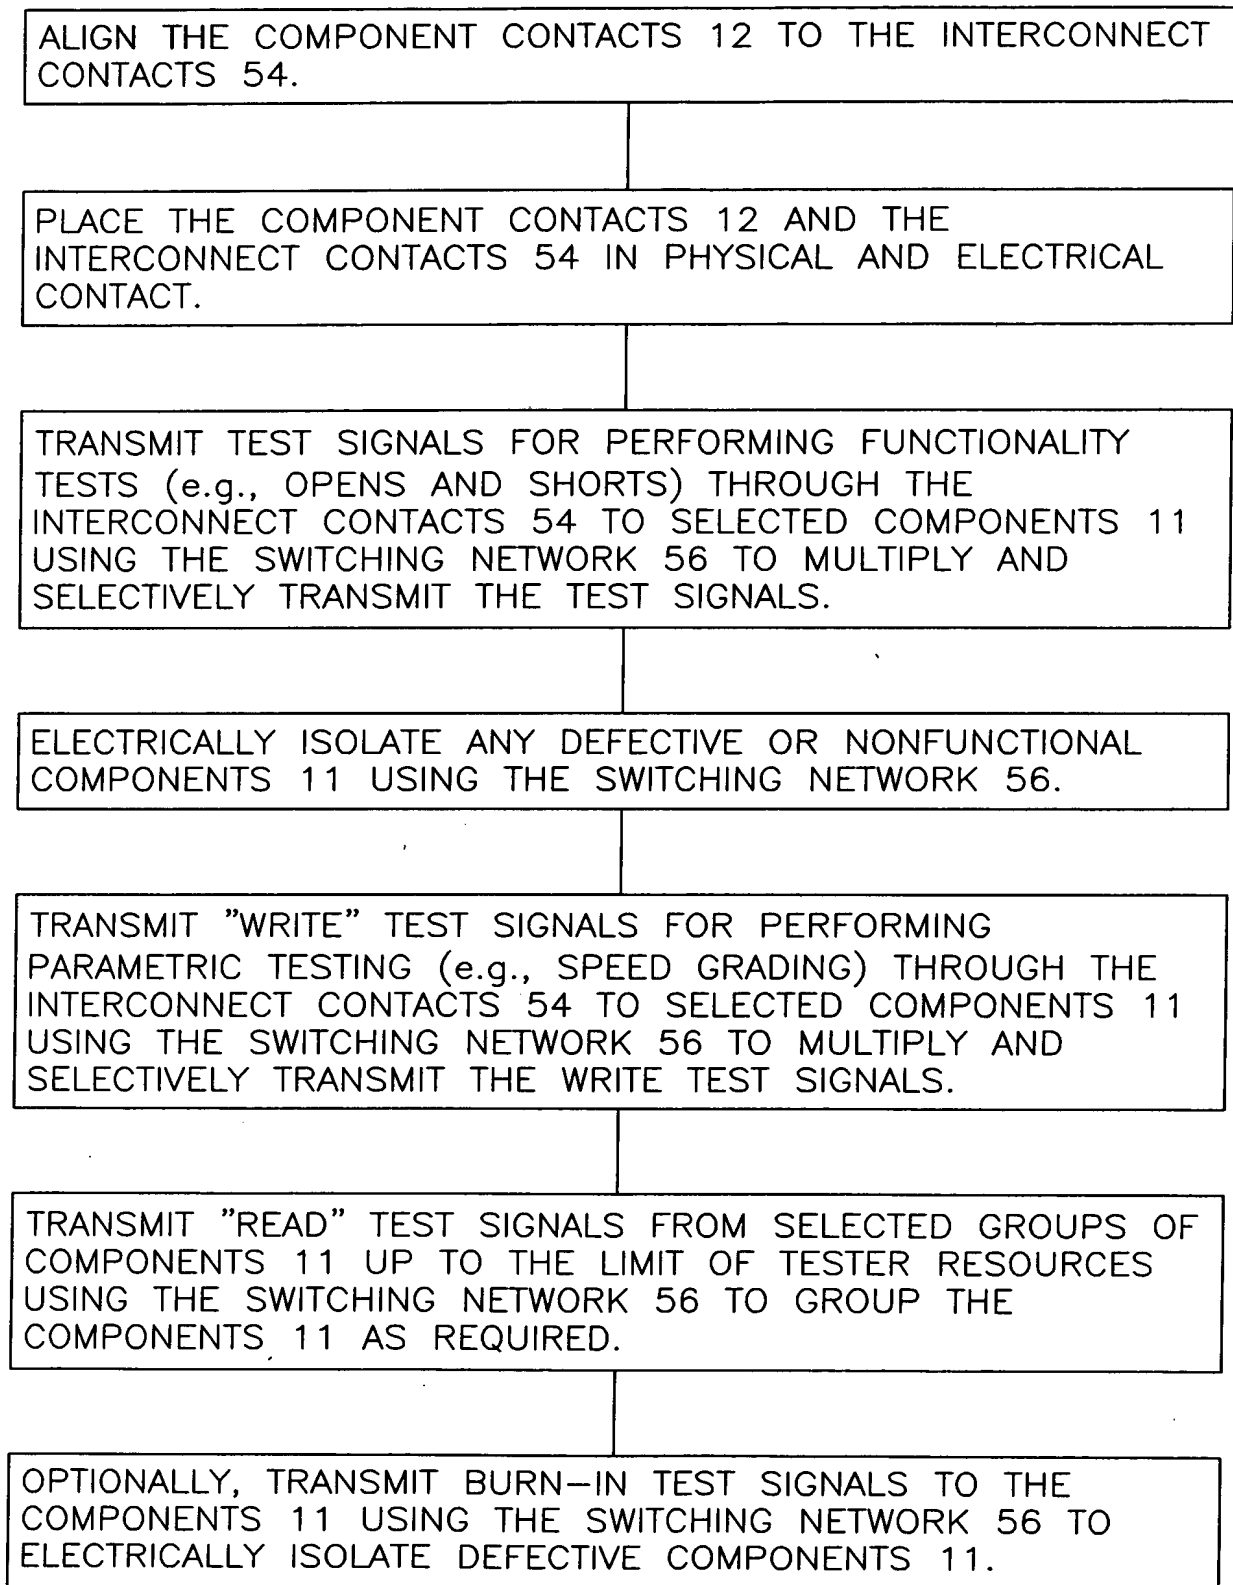 ALIGN THE COMPONENT CONTACTS 12 TO THE INTERCONNECT
CONTACTS 54.
PLACE THE COMPONENT CONTACTS 12 AND THE
INTERCONNECT CONTACTS 54 IN PHYSICAL AND ELECTRICAL
CONTACT.
TRANSMIT TEST SIGNALS FOR PERFORMING FUNCTIONALITY
TESTS (e.g., OPENS AND SHORTS) THROUGH THE
INTERCONNECT CONTACTS 54 TO SELECTED COMPONENTS 11
USING THE SWITCHING NETWORK 56 TO MULTIPLY AND
SELECTIVELY TRANSMIT THE TEST SIGNALS.
ELECTRICALLY ISOLATE ANY DEFECTIVE OR NONFUNCTIONAL
COMPONENTS 11 USING THE SWITCHING NETWORK 56.
TRANSMIT ”WRITE” TEST SIGNALS FOR PERFORMING
PARAMETRIC TESTING (e.g., SPEED GRADING) THROUGH THE
INTERCONNECT CONTACTS 54 TO SELECTED COMPONENTS 11
USING THE SWITCHING NETWORK 56 TO MULTIPLY AND
SELECTIVELY TRANSMIT THE WRITE TEST SIGNALS.
TRANSMIT ”READ” TEST SIGNALS FROM SELECTED GROUPS OF
COMPONENTS 11 UP TO THE LIMIT OF TESTER RESOURCES
USING THE SWITCHING NETWORK 56 TO GROUP THE
COMPONENTS 11 AS REQUIRED.
OPTIONALLY, TRANSMIT BURN–IN TEST SIGNALS TO THE
COMPONENTS 11 USING THE SWITCHING NETWORK 56 TO
ELECTRICALLY ISOLATE DEFECTIVE COMPONENTS 11.